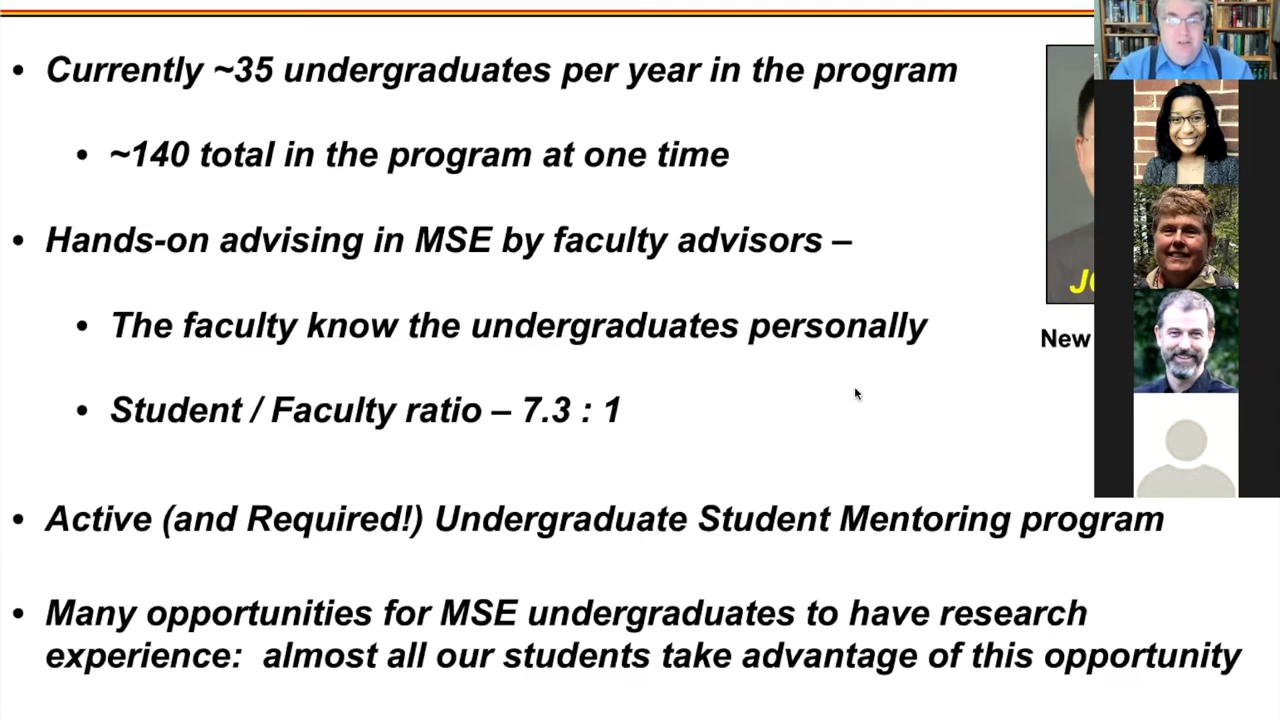 • Currently ~35 undergraduates per year in the program
• ~140 total in the program at one time
• Hands-on advising in MSE by faculty advisors –
• The faculty know the undergraduates personally
• Student / Faculty ratio – 7.3 : 1
New
• Active (and Required!) Undergraduate Student Mentoring program
• Many opportunities for MSE undergraduates to have research
experience: almost all our students take advantage of this opportunity